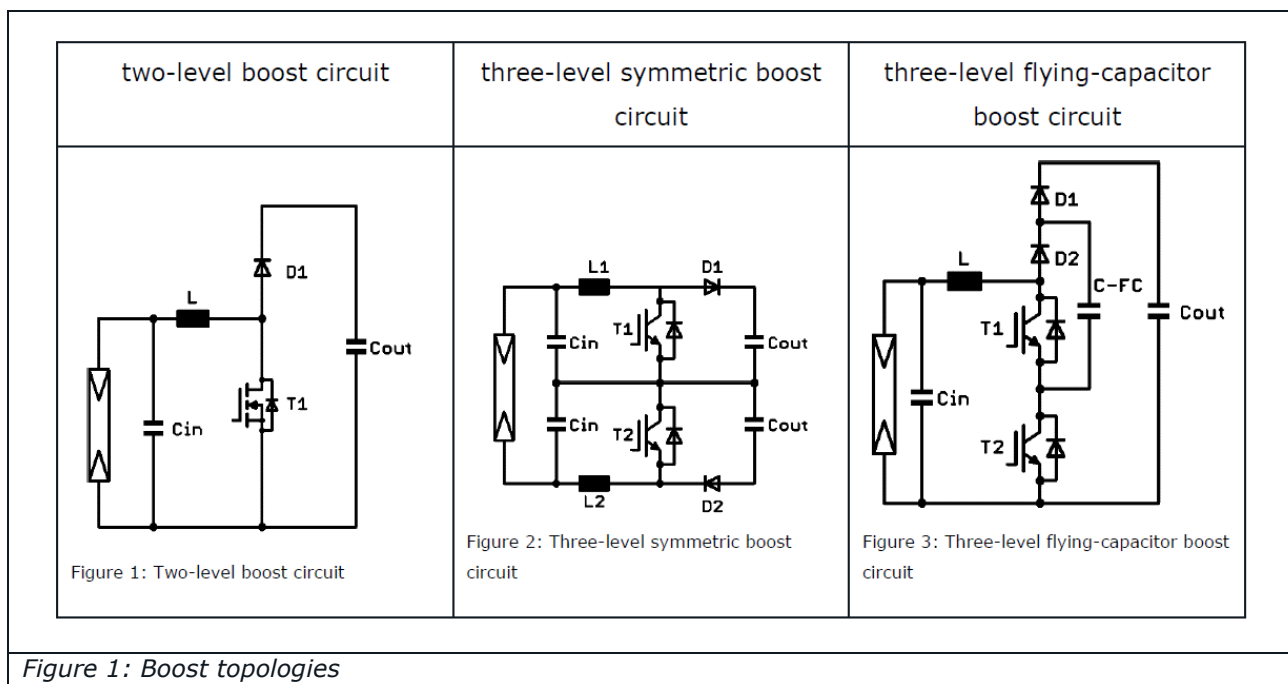 two-level boost circuit
three-level symmetric boost
circuit
three-level flying-capacitor
boost circuit
D1
L
Cout
T1
Cin
Figure 1: Two-level boost circuit
L1
D1
T1
Cin
Cout
Cin
T2
Cout
L2
D2
Figure 2: Three-level symmetric boost
circuit
D1
D2
L
C-FC
Cout
T1
Cin
T2
Figure 3: Three-level flying-capacitor boost
circuit
Figure 1: Boost topologies